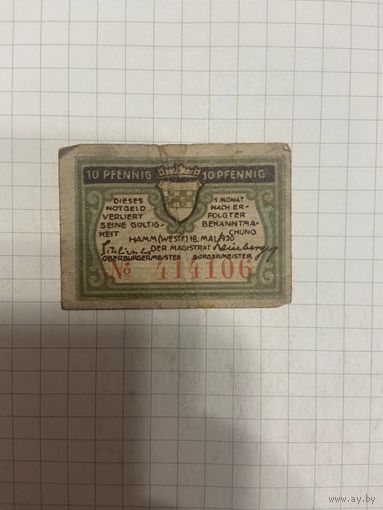 10 PFENNIG 10 PFENNIG
DIESES 1 MONAT
NOTGELD NACH ER-
VERLIERT FOLGTER
SEINE GÜLTIG- BEKANNTMA-
KEIT CHUNG
HAMM (WESTF) 18. MAI 1920
DER MAGISTRAT
OBERBÜRGERMEISTER BÜRGERMEISTER
No 414106
www.ay.by